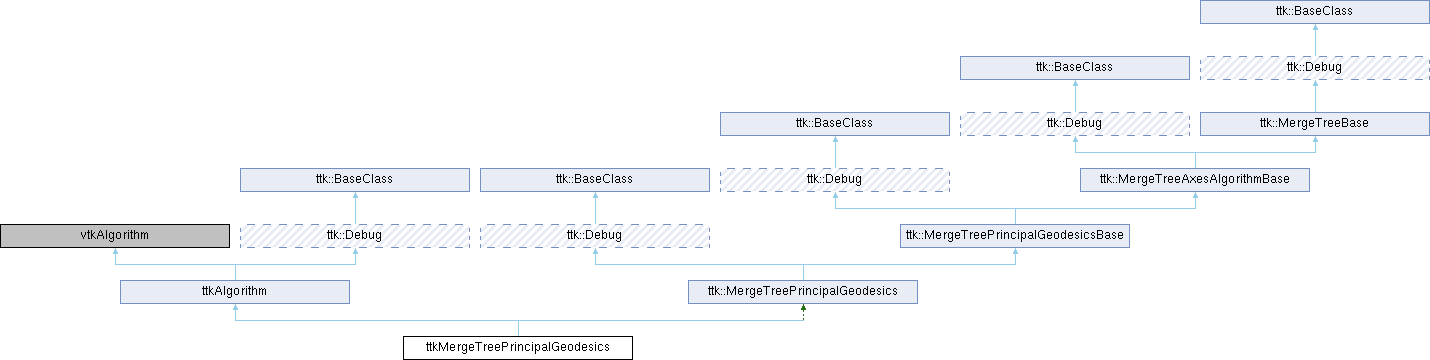 ttk::BaseClass
ttk::BaseClass
ttk::Debug
ttk::BaseClass
ttk::Debug
ttk::MergeTreeBase
ttk::BaseClass
ttk::BaseClass
ttk::Debug
ttk::MergeTreeAxesAlgorithmBase
vtkAlgorithm
ttk::Debug
ttk::Debug
ttk::MergeTreePrincipalGeodesicsBase
ttkAlgorithm
ttk::MergeTreePrincipalGeodesics
ttkMergeTreePrincipalGeodesics